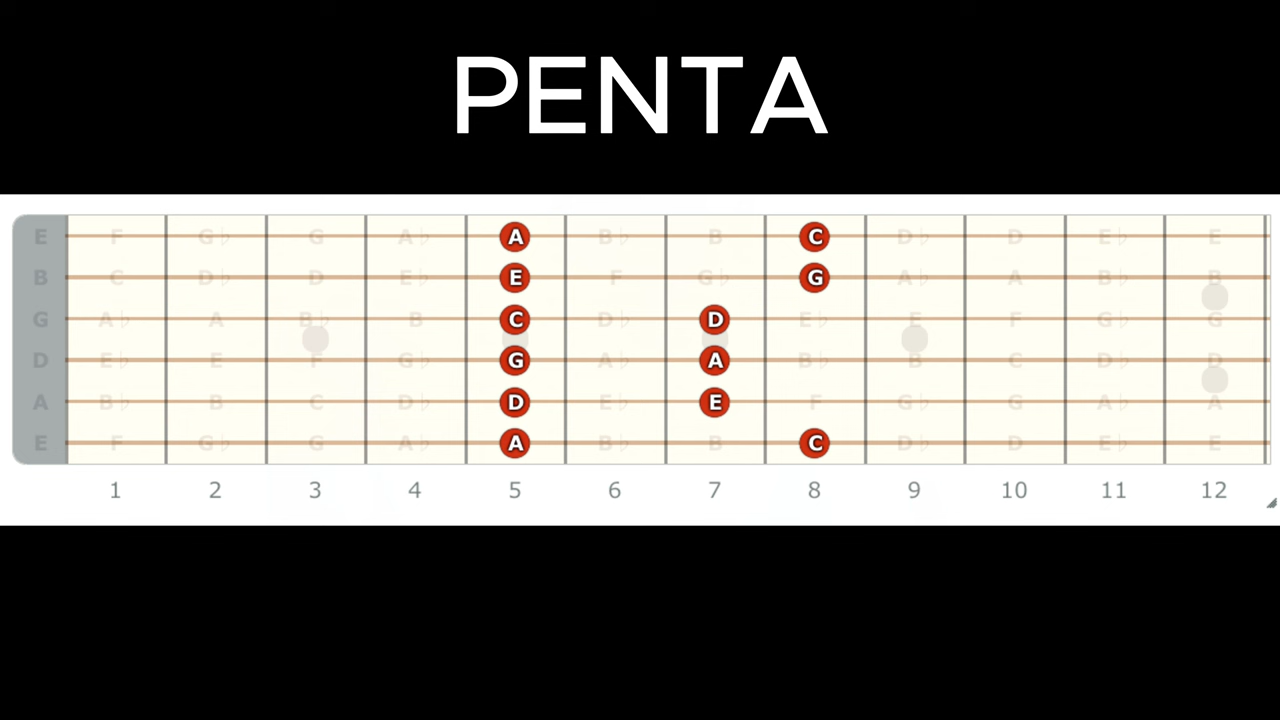 PENTA
E F G♭ G A♭ A B♭ B C D♭ D E♭ E
B C D♭ D E♭ E F G♭ G A♭ A B♭ B
G A♭ A B♭ B C D♭ D E♭ E F G♭ G
D E♭ E F G♭ G A♭ A B♭ B C D♭ D
A B♭ B C D♭ D E♭ E F G♭ G A♭ A
E F G♭ G A♭ A B♭ B C D♭ D E♭ E
1 2 3 4 5 6 7 8 9 10 11 12